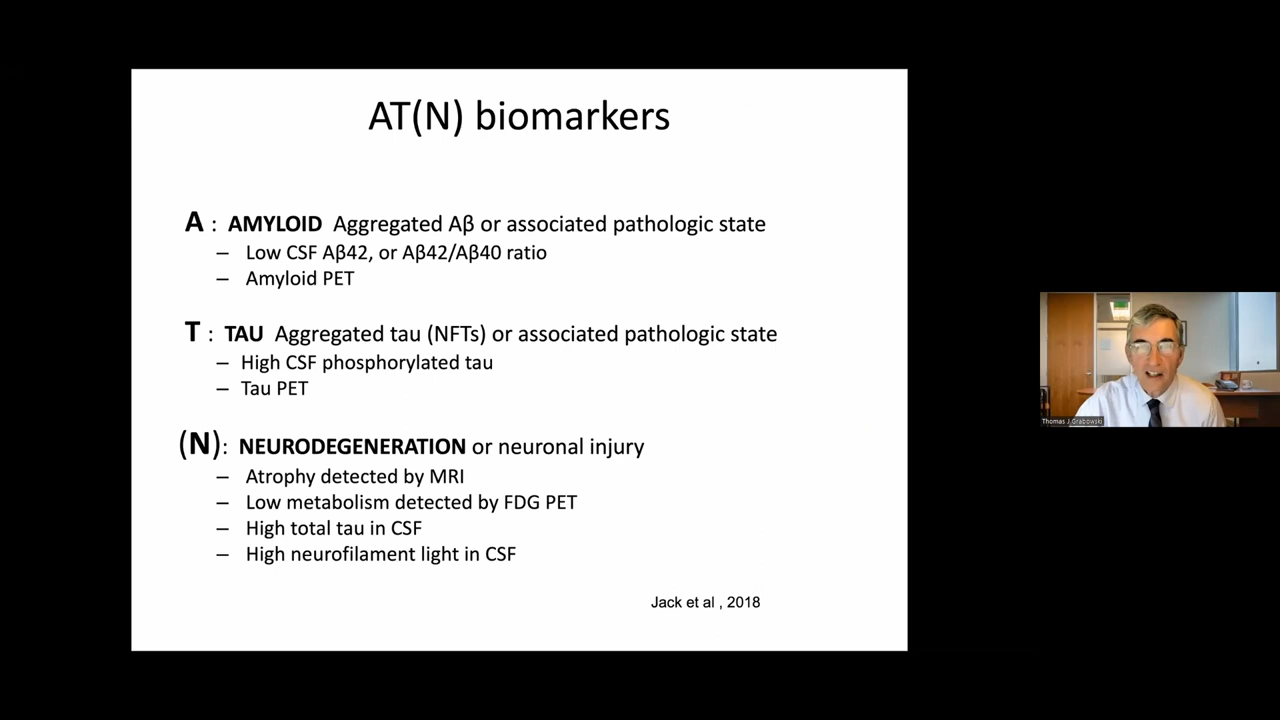 AT(N) biomarkers
A : AMYLOID Aggregated Aβ or associated pathologic state
– Low CSF Aβ42, or Aβ42/Aβ40 ratio
– Amyloid PET
T : TAU Aggregated tau (NFTs) or associated pathologic state
– High CSF phosphorylated tau
– Tau PET
(N): NEURODEGENERATION or neuronal injury
– Atrophy detected by MRI
– Low metabolism detected by FDG PET
– High total tau in CSF
– High neurofilament light in CSF
Jack et al , 2018
Thomas J Grabowski